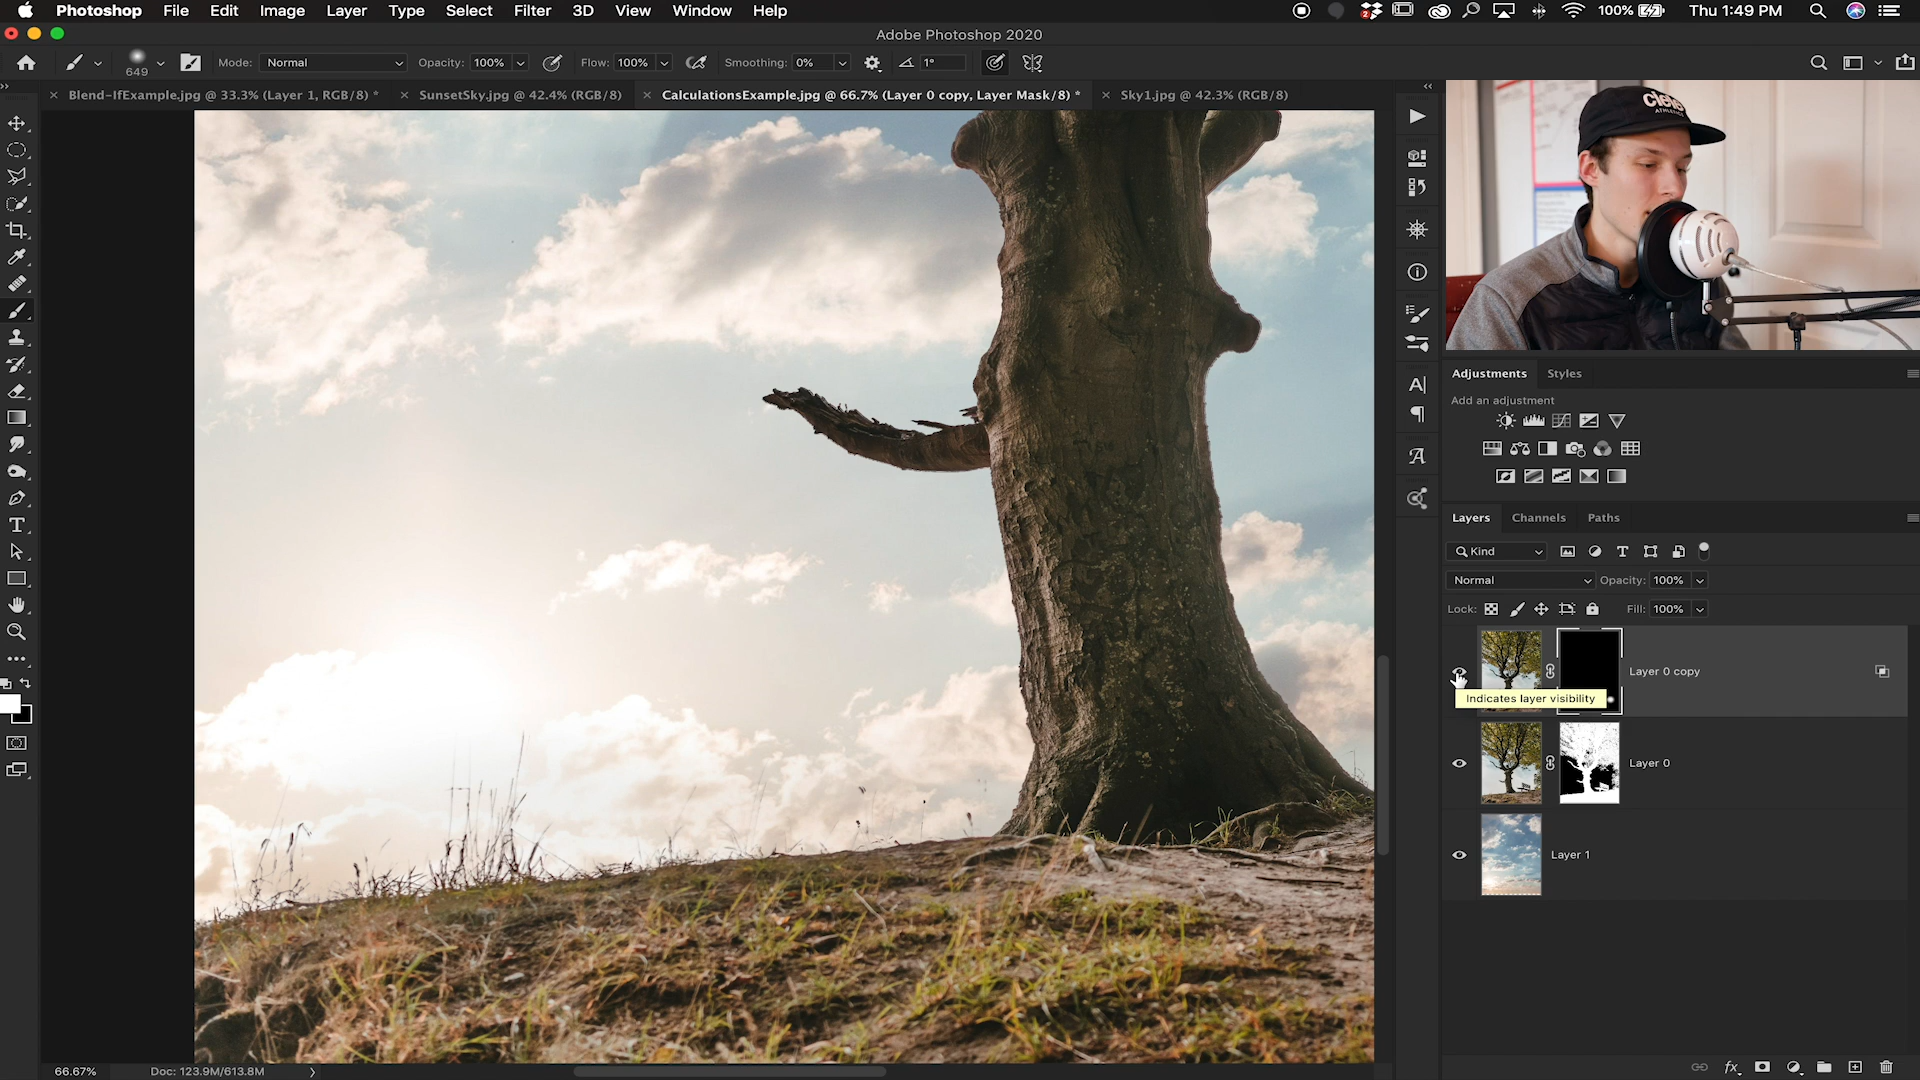 Photoshop File Edit Image Layer Type Select Filter 3D View Window Help 2 100% Thu 1:49 PM
Adobe Photoshop 2020
649 Mode: Normal Opacity: 100% Flow: 100% Smoothing: 0% 1°
Blend-IfExample.jpg @ 33.3% (Layer 1, RGB/8) * SunsetSky.jpg @ 42.4% (RGB/8) CalculationsExample.jpg @ 66.7% (Layer 0 copy, Layer Mask/8) * Sky1.jpg @ 42.3% (RGB/8)
ciele
ATHLETICS
Adjustments Styles
Add an adjustment
Layers Channels Paths
Kind
Normal Opacity: 100%
Lock: Fill: 100%
Layer 0 copy
Indicates layer visibility
Layer 0
Layer 1
66.67% Doc: 123.9M/613.8M
fx